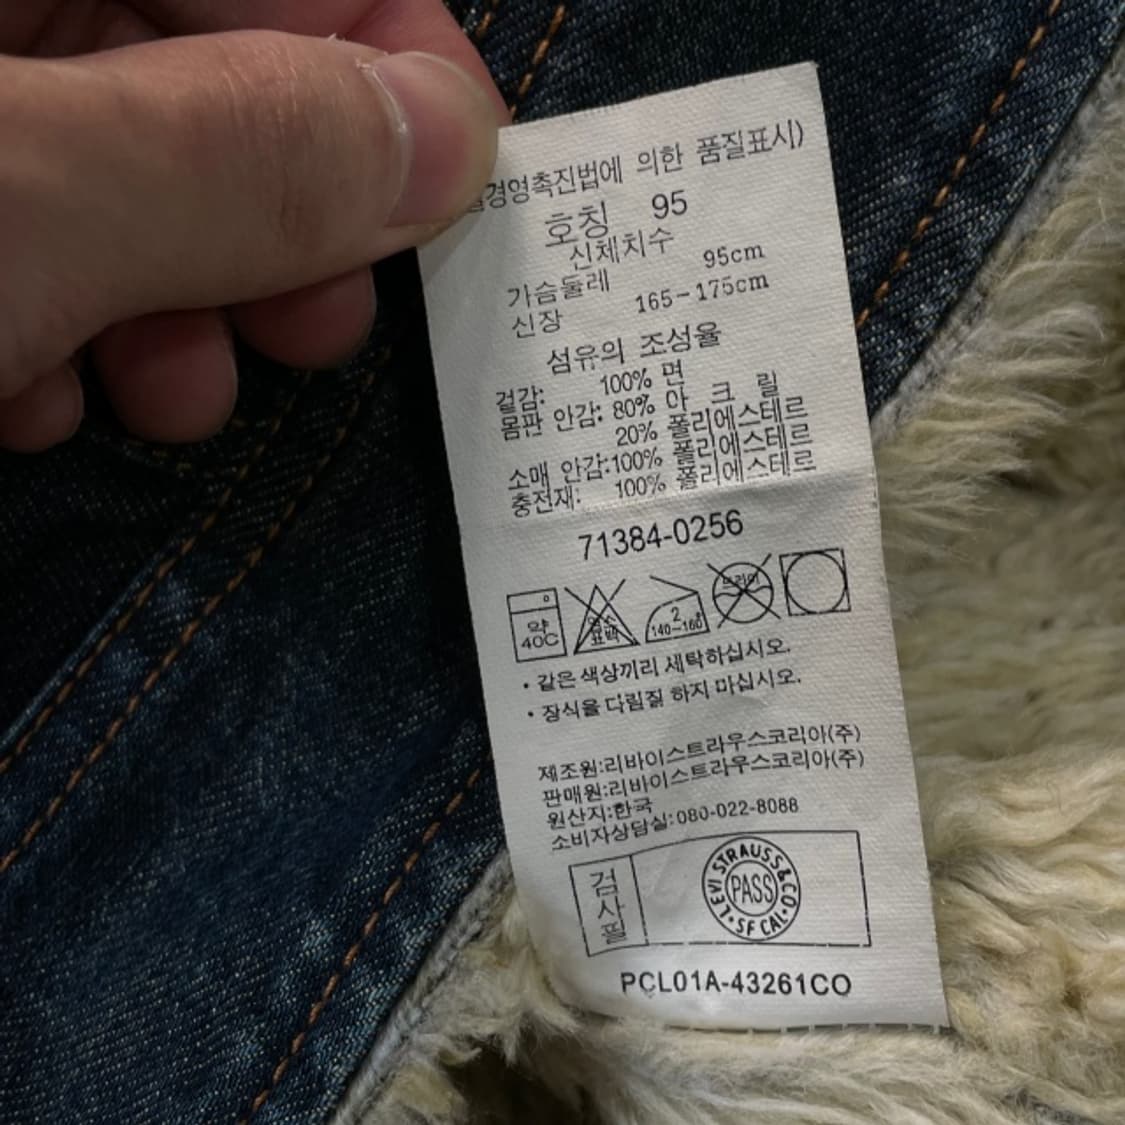 경영촉진법에 의한 품질표시)
호칭 95
신체치수
가슴둘레 95cm
신장 165-175cm
섬유의 조성율
겉감: 100% 면
몸판 안감: 80% 아 크 릴
20% 폴리에스테르
소매 안감:100% 폴리에스테르
충전재: 100% 폴리에스테르
71384-0256
약 40C
염소 표백
2 140~160
드라이
• 같은 색상끼리 세탁하십시오.
• 장식을 다림질 하지 마십시오.
제조원:리바이스트라우스코리아(주)
판매원:리바이스트라우스코리아(주)
원산지:한국
소비자상담실:080-022-8088
검사필
LEVI STRAUSS & CO. SF CAL
PASS
PCL01A-43261CO